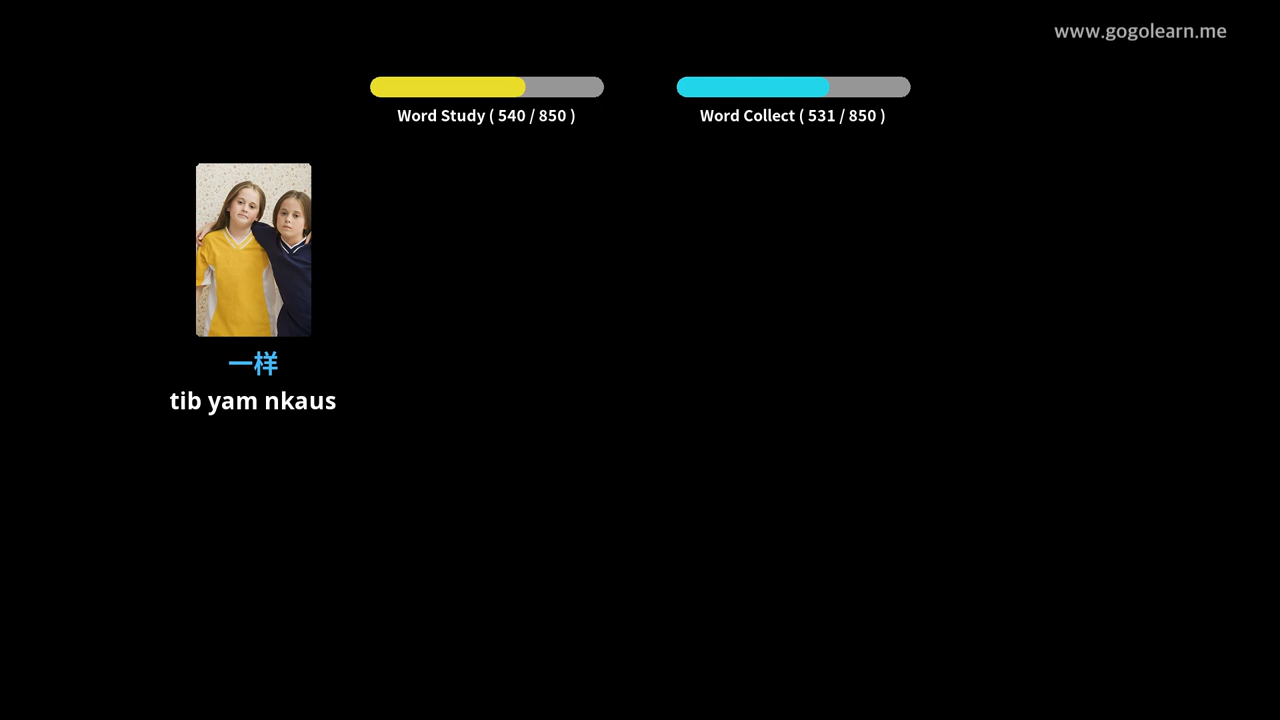 www.gogolearn.me
Word Study ( 540 / 850 )
Word Collect ( 531 / 850 )
一样
tib yam nkaus